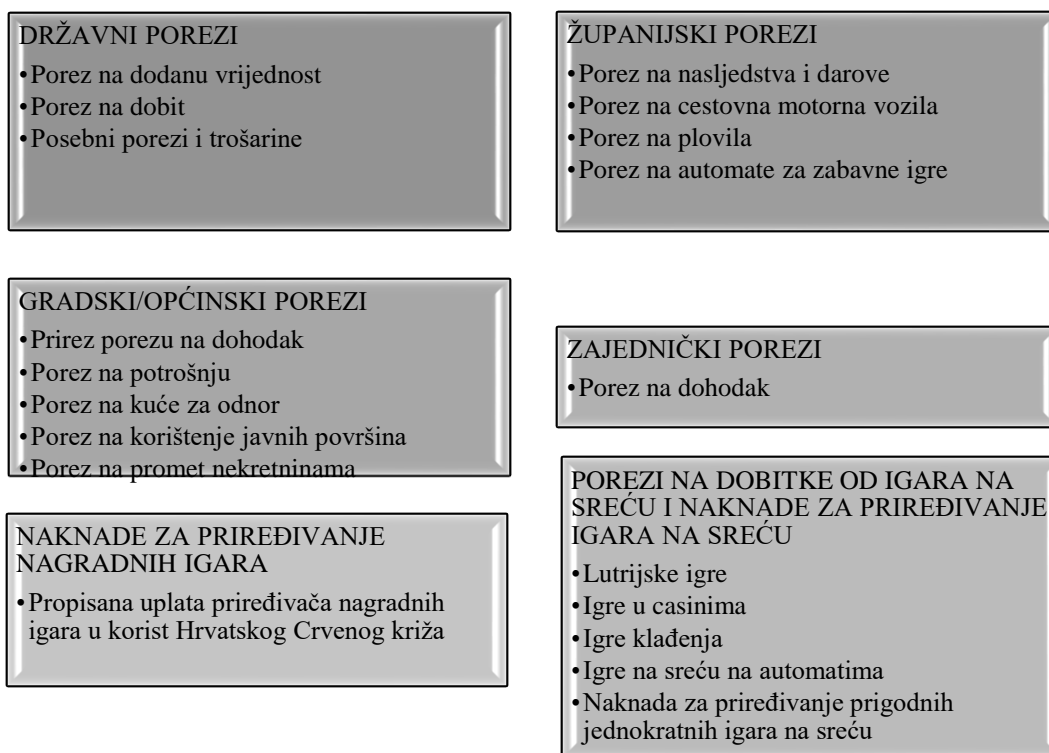 DRŽAVNI POREZI
•Porez na dodanu vrijednost
•Porez na dobit
•Posebni porezi i trošarine
ŽUPANIJSKI POREZI
•Porez na nasljedstva i darove
•Porez na cestovna motorna vozila
•Porez na plovila
•Porez na automate za zabavne igre
GRADSKI/OPĆINSKI POREZI
•Prirez porezu na dohodak
•Porez na potrošnju
•Porez na kuće za odnor
•Porez na korištenje javnih površina
•Porez na promet nekretninama
ZAJEDNIČKI POREZI
•Porez na dohodak
NAKNADE ZA PRIREĐIVANJE
NAGRADNIH IGARA
•Propisana uplata priređivača nagradnih
igara u korist Hrvatskog Crvenog križa
POREZI NA DOBITKE OD IGARA NA
SREĆU I NAKNADE ZA PRIREĐIVANJE
IGARA NA SREĆU
•Lutrijske igre
•Igre u casinima
•Igre klađenja
•Igre na sreću na automatima
•Naknada za priređivanje prigodnih
jednokratnih igara na sreću